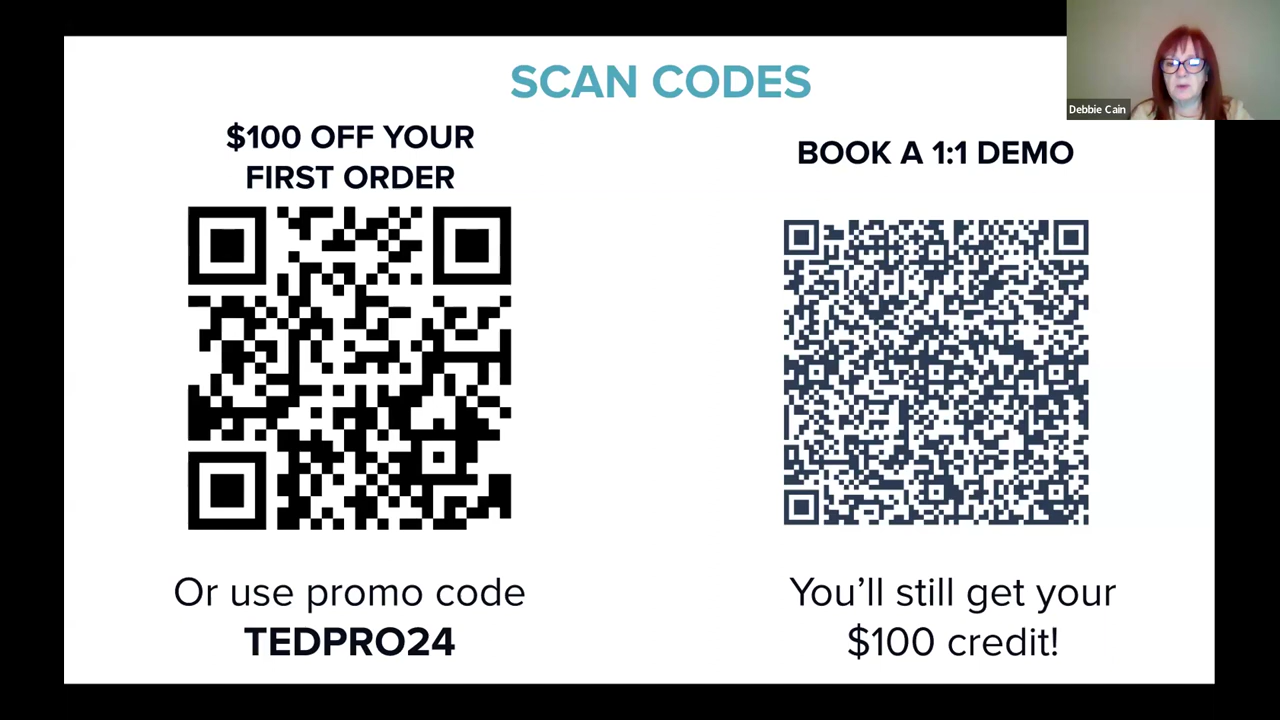 SCAN CODES
$100 OFF YOUR
FIRST ORDER
Or use promo code
TEDPRO24
BOOK A 1:1 DEMO
You'll still get your
$100 credit!
Debbie Cain